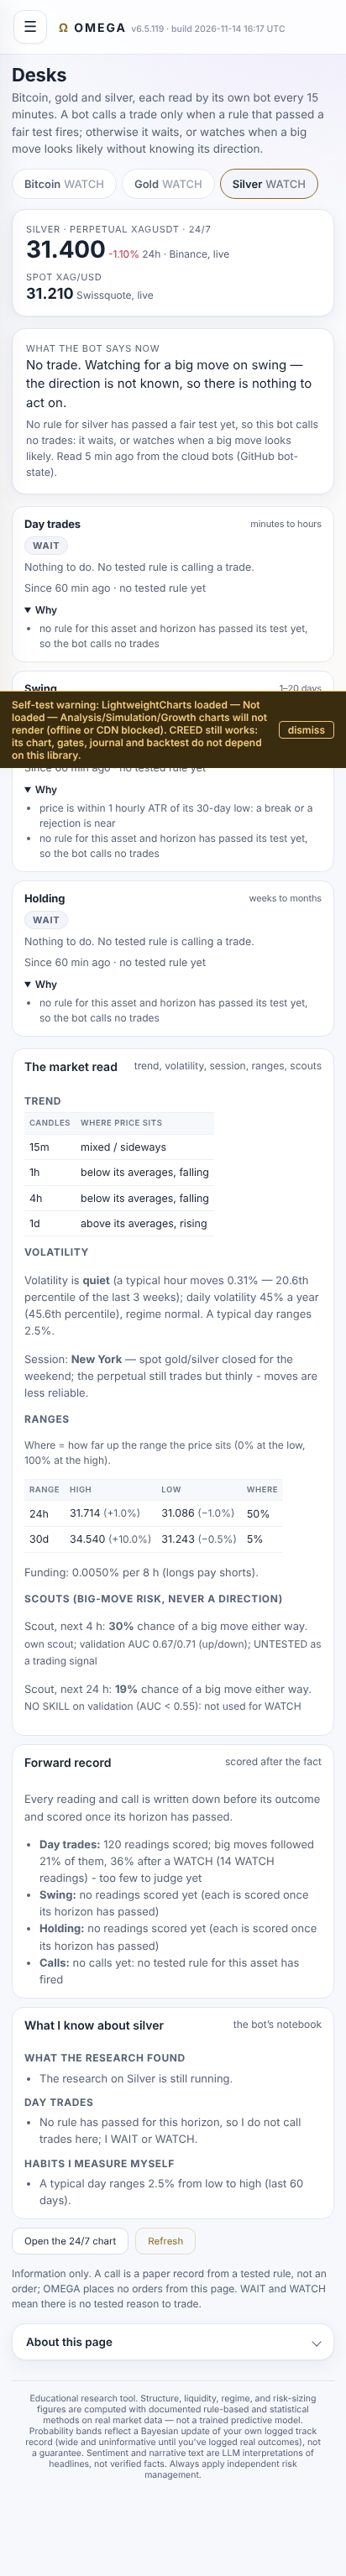 ☰ Ω OMEGA v6.5.119 · build 2026-11-14 16:17 UTC
Desks
Bitcoin, gold and silver, each read by its own bot every 15
minutes. A bot calls a trade only when a rule that passed a
fair test fires; otherwise it waits, or watches when a big
move looks likely without knowing its direction.
Bitcoin WATCH Gold WATCH Silver WATCH
SILVER · PERPETUAL XAGUSDT · 24/7
31.400 -1.10% 24h · Binance, live
SPOT XAG/USD
31.210 Swissquote, live
WHAT THE BOT SAYS NOW
No trade. Watching for a big move on swing —
the direction is not known, so there is nothing to
act on.
No rule for silver has passed a fair test yet, so this bot calls
no trades: it waits, or watches when a big move looks
likely. Read 5 min ago from the cloud bots (GitHub bot-
state).
Day trades minutes to hours
WAIT
Nothing to do. No tested rule is calling a trade.
Since 60 min ago · no tested rule yet
▼ Why
• no rule for this asset and horizon has passed its test yet,
so the bot calls no trades
Swing 1–20 days
Self-test warning: LightweightCharts loaded — Not
loaded — Analysis/Simulation/Growth charts will not
render (offline or CDN blocked). CREED still works:
its chart, gates, journal and backtest do not depend
on this library.
dismiss
Since 60 min ago · no tested rule yet
▼ Why
• price is within 1 hourly ATR of its 30-day low: a break or a
rejection is near
• no rule for this asset and horizon has passed its test yet,
so the bot calls no trades
Holding weeks to months
WAIT
Nothing to do. No tested rule is calling a trade.
Since 60 min ago · no tested rule yet
▼ Why
• no rule for this asset and horizon has passed its test yet,
so the bot calls no trades
The market read trend, volatility, session, ranges, scouts
TREND
CANDLES WHERE PRICE SITS
15m mixed / sideways
1h below its averages, falling
4h below its averages, falling
1d above its averages, rising
VOLATILITY
Volatility is quiet (a typical hour moves 0.31% — 20.6th
percentile of the last 3 weeks); daily volatility 45% a year
(45.6th percentile), regime normal. A typical day ranges
2.5%.
Session: New York — spot gold/silver closed for the
weekend; the perpetual still trades but thinly - moves are
less reliable.
RANGES
Where = how far up the range the price sits (0% at the low,
100% at the high).
RANGE HIGH LOW WHERE
24h 31.714 (+1.0%) 31.086 (−1.0%) 50%
30d 34.540 (+10.0%) 31.243 (−0.5%) 5%
Funding: 0.0050% per 8 h (longs pay shorts).
SCOUTS (BIG-MOVE RISK, NEVER A DIRECTION)
Scout, next 4 h: 30% chance of a big move either way.
own scout; validation AUC 0.67/0.71 (up/down); UNTESTED as
a trading signal
Scout, next 24 h: 19% chance of a big move either way.
NO SKILL on validation (AUC < 0.55): not used for WATCH
Forward record scored after the fact
Every reading and call is written down before its outcome
and scored once its horizon has passed.
• Day trades: 120 readings scored; big moves followed
21% of them, 36% after a WATCH (14 WATCH
readings) - too few to judge yet
• Swing: no readings scored yet (each is scored once
its horizon has passed)
• Holding: no readings scored yet (each is scored once
its horizon has passed)
• Calls: no calls yet: no tested rule for this asset has
fired
What I know about silver the bot's notebook
WHAT THE RESEARCH FOUND
• The research on Silver is still running.
DAY TRADES
• No rule has passed for this horizon, so I do not call
trades here; I WAIT or WATCH.
HABITS I MEASURE MYSELF
• A typical day ranges 2.5% from low to high (last 60
days).
Open the 24/7 chart Refresh
Information only. A call is a paper record from a tested rule, not an
order; OMEGA places no orders from this page. WAIT and WATCH
mean there is no tested reason to trade.
About this page
Educational research tool. Structure, liquidity, regime, and risk-sizing
figures are computed with documented rule-based and statistical
methods on real market data — not a trained predictive model.
Probability bands reflect a Bayesian update of your own logged track
record (wide and uninformative until you've logged real outcomes), not
a guarantee. Sentiment and narrative text are LLM interpretations of
headlines, not verified facts. Always apply independent risk
management.